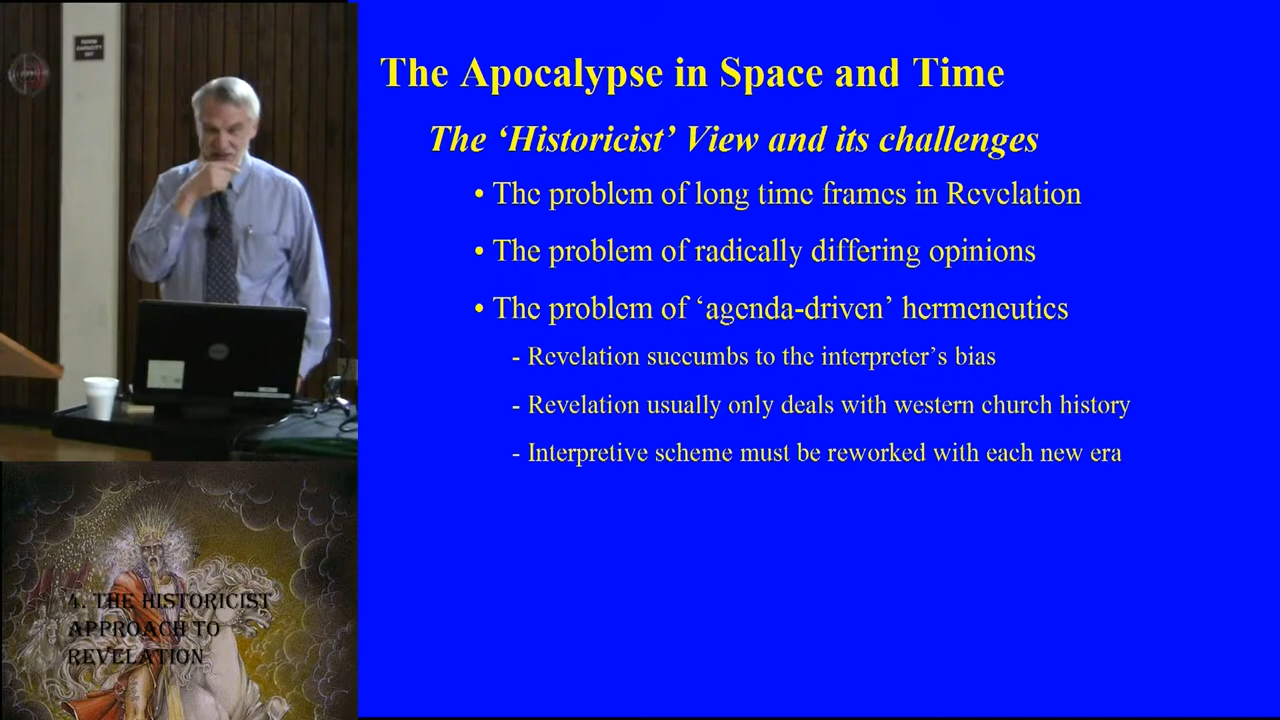 The Apocalypse in Space and Time
The ‘Historicist’ View and its challenges
• The problem of long time frames in Revelation
• The problem of radically differing opinions
• The problem of ‘agenda-driven’ hermeneutics
- Revelation succumbs to the interpreter’s bias
- Revelation usually only deals with western church history
- Interpretive scheme must be reworked with each new era
4. THE HISTORICIST
APPROACH TO
REVELATION